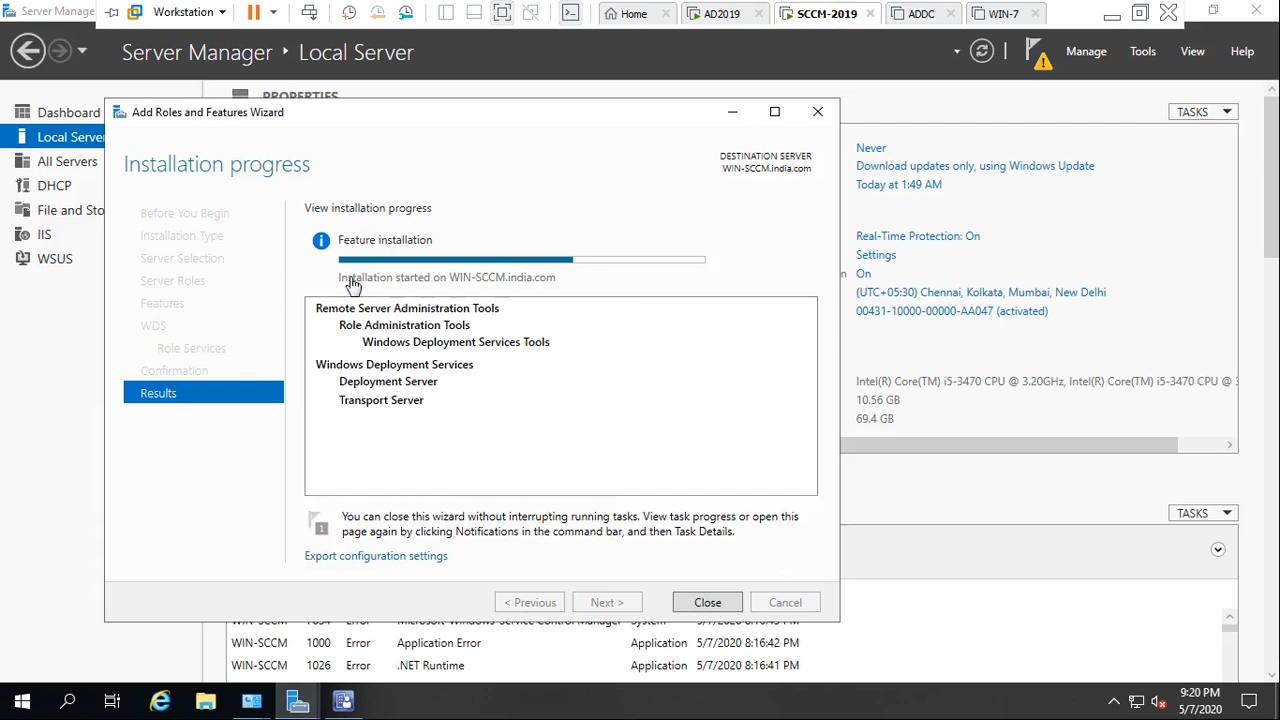 Server Mana
Workstation
Home
AD2019
SCCM-2019
ADDC
WIN-7
Server Manager
Local Server
Manage
Tools
View
Help
PROPERTIES
TASKS
Dashboard
Local Serve
All Servers
DHCP
File and Sto
IIS
WSUS
Add Roles and Features Wizard
Installation progress
DESTINATION SERVER
WIN-SCCM.india.com
Before You Begin
Installation Type
Server Selection
Server Roles
Features
WDS
Role Services
Confirmation
Results
View installation progress
Feature installation
Installation started on WIN-SCCM.india.com
Remote Server Administration Tools
Role Administration Tools
Windows Deployment Services Tools
Windows Deployment Services
Deployment Server
Transport Server
1
You can close this wizard without interrupting running tasks. View task progress or open this
page again by clicking Notifications in the command bar, and then Task Details.
Export configuration settings
< Previous
Next >
Close
Cancel
Never
Download updates only, using Windows Update
Today at 1:49 AM
Real-Time Protection: On
Settings
n
On
(UTC+05:30) Chennai, Kolkata, Mumbai, New Delhi
00431-10000-00000-AA047 (activated)
Intel(R) Core(TM) i5-3470 CPU @ 3.20GHz, Intel(R) Core(TM) i5-3470 CPU @ 3
10.56 GB
69.4 GB
TASKS
WIN-SCCM 1000 Error Application Error Application 5/7/2020 8:16:42 PM
WIN-SCCM 1026 Error .NET Runtime Application 5/7/2020 8:16:41 PM
9:20 PM
5/7/2020